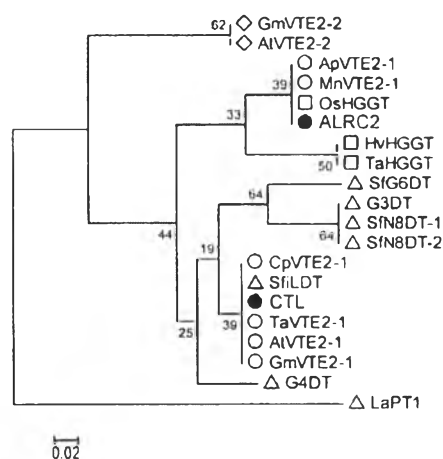 62
GmVTE2-2
AtVTE2-2
ApVTE2-1
39
MnVTE2-1
33
OsHGGT
ALRC2
HvHGGT
50
TaHGGT
SfG6DT
64
G3DT
SfN8DT-1
64
SfN8DT-2
44
19
CpVTE2-1
SfiLDT
CTL
39
TaVTE2-1
25
AtVTE2-1
GmVTE2-1
G4DT
LaPT1
0.02